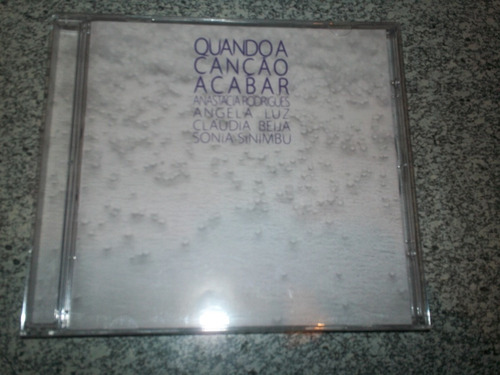 QUANDO A
CANÇÃO
ACABAR
ANASTACIA RODRIGUES
ANGELA LUZ
CLAUDIA BEIJA
SONIA SINIMBU